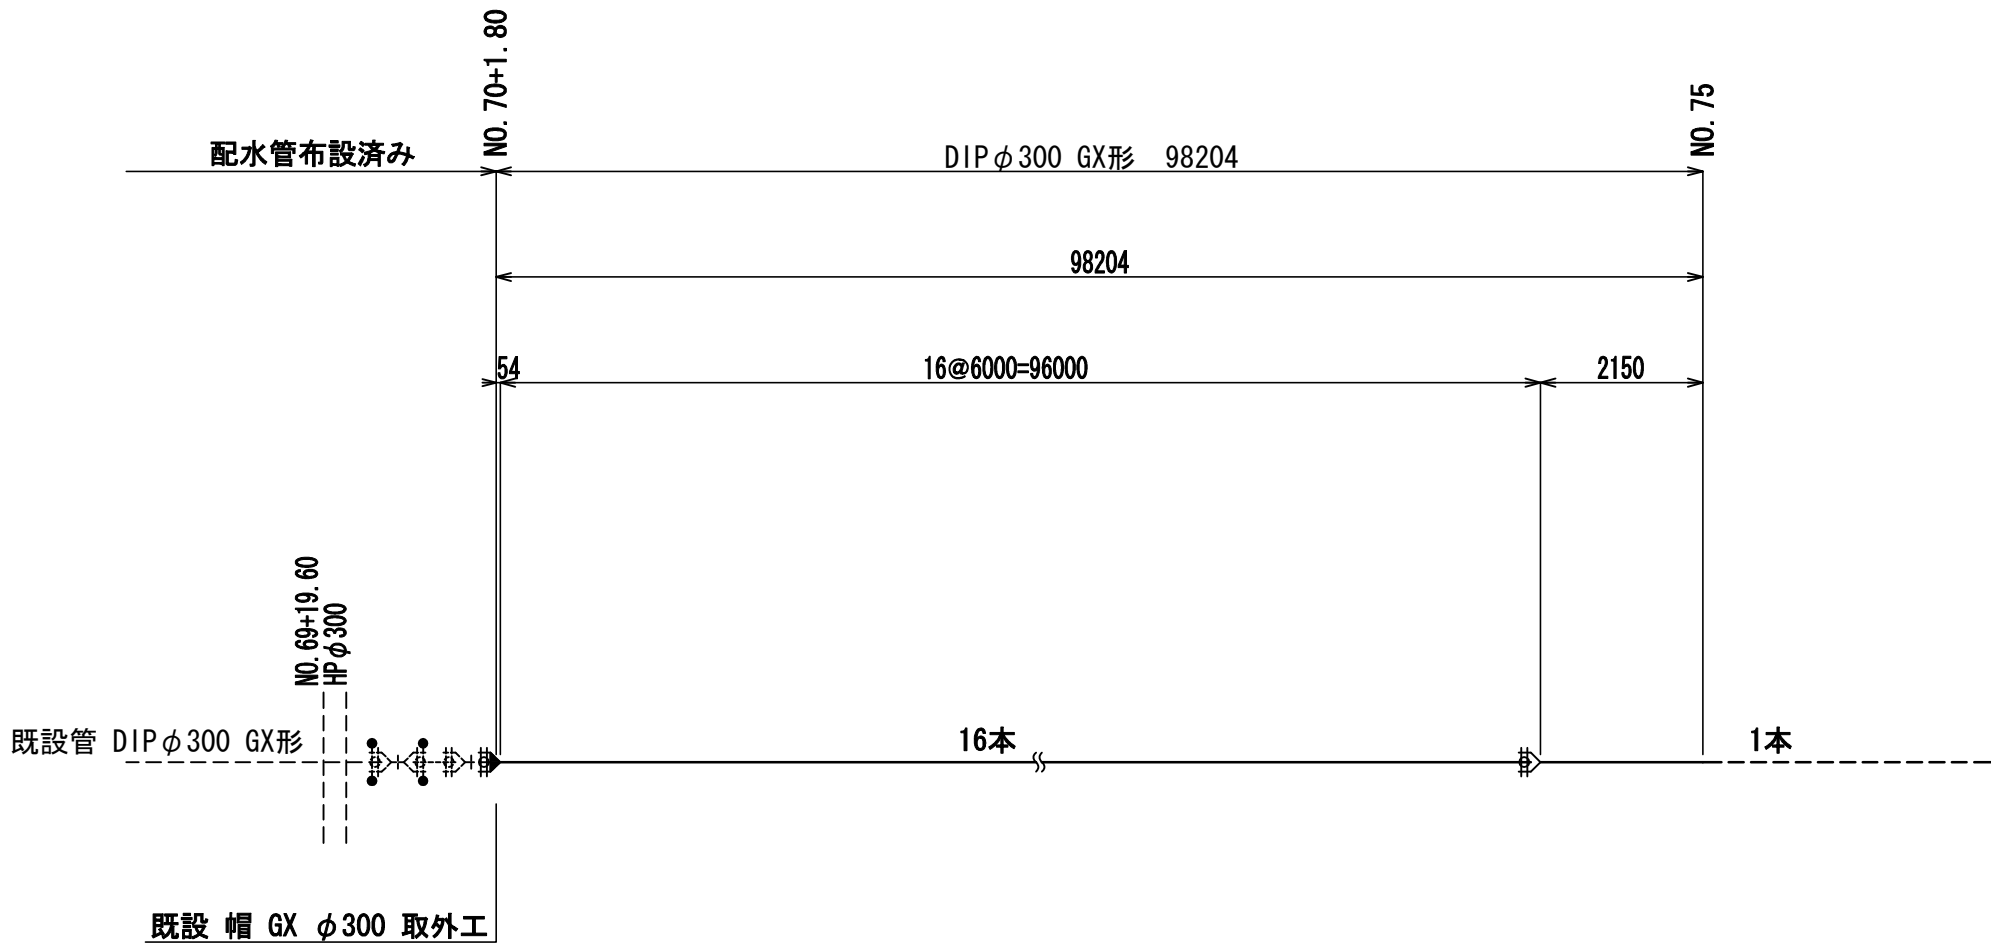 NO.70+1.80
NO.75
配水管布設済み
DIPφ300 GX形 98204
98204
54
16@6000=96000
2150
NO.69+19.60
HPφ300
既設管 DIPφ300 GX形
16本
1本
既設 帽 GX φ300 取外工